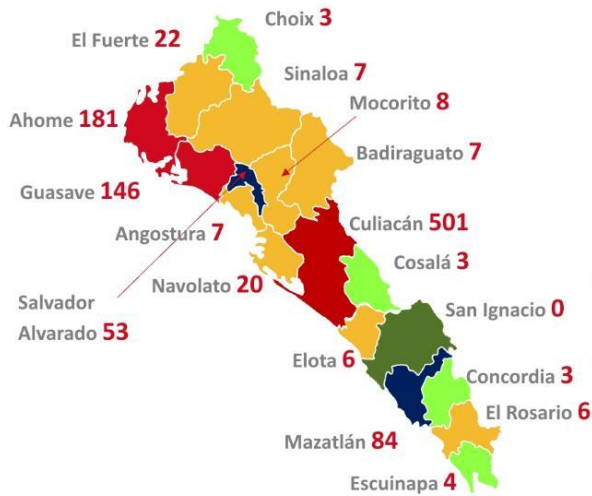 Choix 3
El Fuerte 22
Sinaloa 7
Mocorito 8
Ahome 181
Badiraguato 7
Guasave 146
Culiacán 501
Angostura 7
Cosalá 3
Navolato 20
Salvador
Alvarado 53
San Ignacio 0
Elota 6
Concordia 3
El Rosario 6
Mazatlán 84
Escuinapa 4